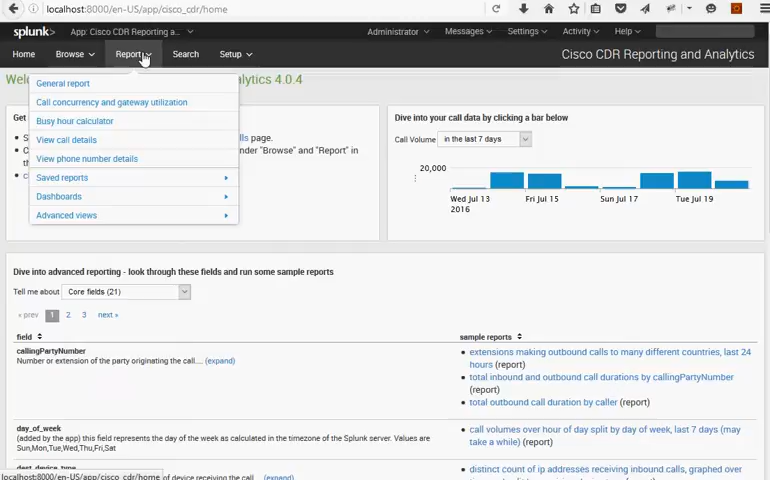 localhost:8000/en-US/app/cisco_cdr/home
Search
splunk> App: Cisco CDR Reporting a... Administrator Messages Settings Activity Help
Home Browse Report Search Setup Cisco CDR Reporting and Analytics
Wel alytics 4.0.4
General report
Call concurrency and gateway utilization
Busy hour calculator
View call details
View phone number details
Saved reports
Dashboards
Advanced views
Get
S lls page.
C nder "Browse" and "Report" in
th
c
Dive into your call data by clicking a bar below
Call Volume in the last 7 days
20,000
Wed Jul 13 Fri Jul 15 Sun Jul 17 Tue Jul 19
2016
Dive into advanced reporting - look through these fields and run some sample reports
Tell me about Core fields (21)
« prev 1 2 3 next »
field sample reports
callingPartyNumber
Number or extension of the party originating the call.... (expand)
extensions making outbound calls to many different countries, last 24
hours (report)
total inbound and outbound call durations by callingPartyNumber
(report)
total outbound call duration by caller (report)
day_of_week
(added by the app) this field represents the day of the week as calculated in the timezone of the Splunk server. Values are
Sun,Mon,Tue,Wed,Thu,Fri,Sat
call volumes over hour of day split by day of week, last 7 days (may
take a while) (report)
dest_device_type
localhost:8000/en-US/app/cisco_cdr/home of device receiving the call. (expand)
distinct count of ip addresses receiving inbound calls, graphed over